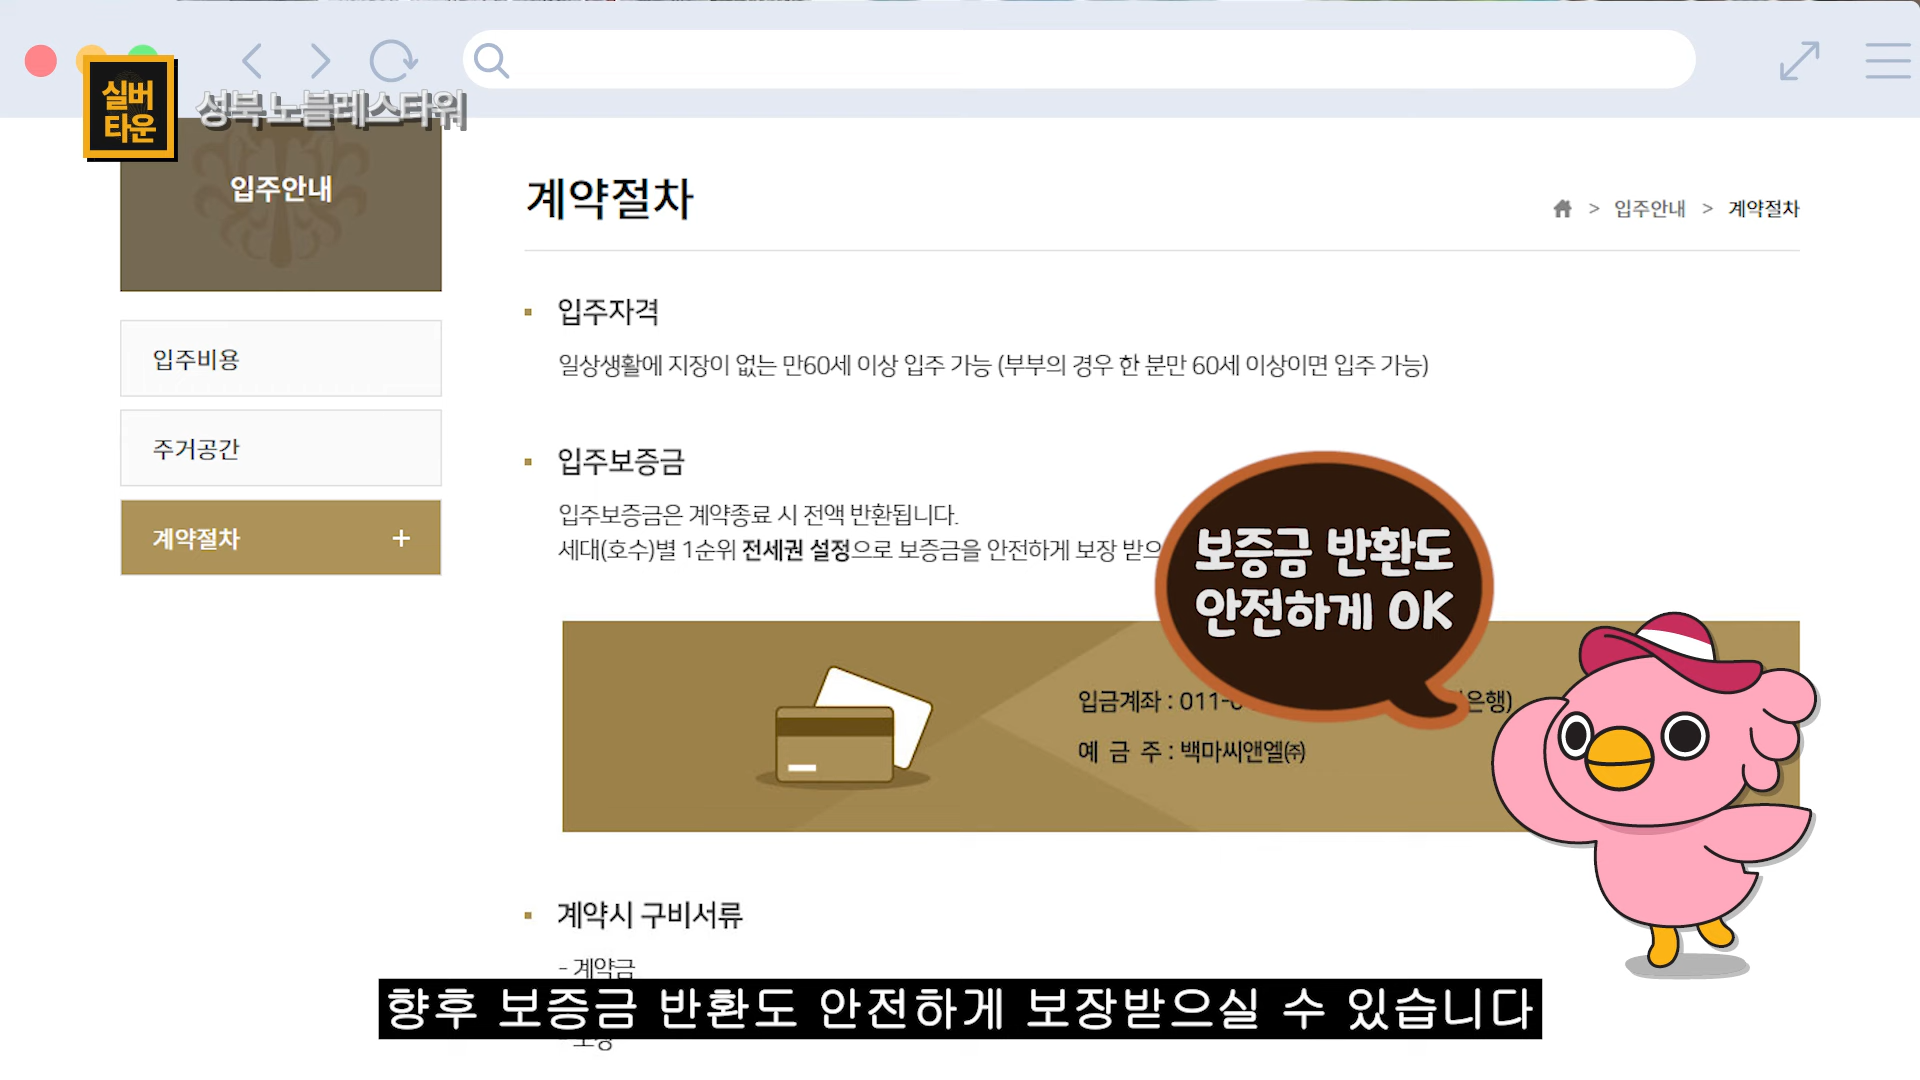 실버
타운
성북 노블레스타워
입주안내
입주비용
주거공간
계약절차 +
계약절차
> 입주안내 > 계약절차
입주자격
일상생활에 지장이 없는 만60세 이상 입주 가능 (부부의 경우 한 분만 60세 이상이면 입주 가능)
입주보증금
입주보증금은 계약종료 시 전액 반환됩니다.
세대(호수)별 1순위 전세권 설정으로 보증금을 안전하게 보장 받으
보증금 반환도
안전하게 OK
입금계좌 : 011-
은행)
예 금 주 : 백마씨앤엘㈜
계약시 구비서류
- 계약금
향후 보증금 반환도 안전하게 보장받으실 수 있습니다